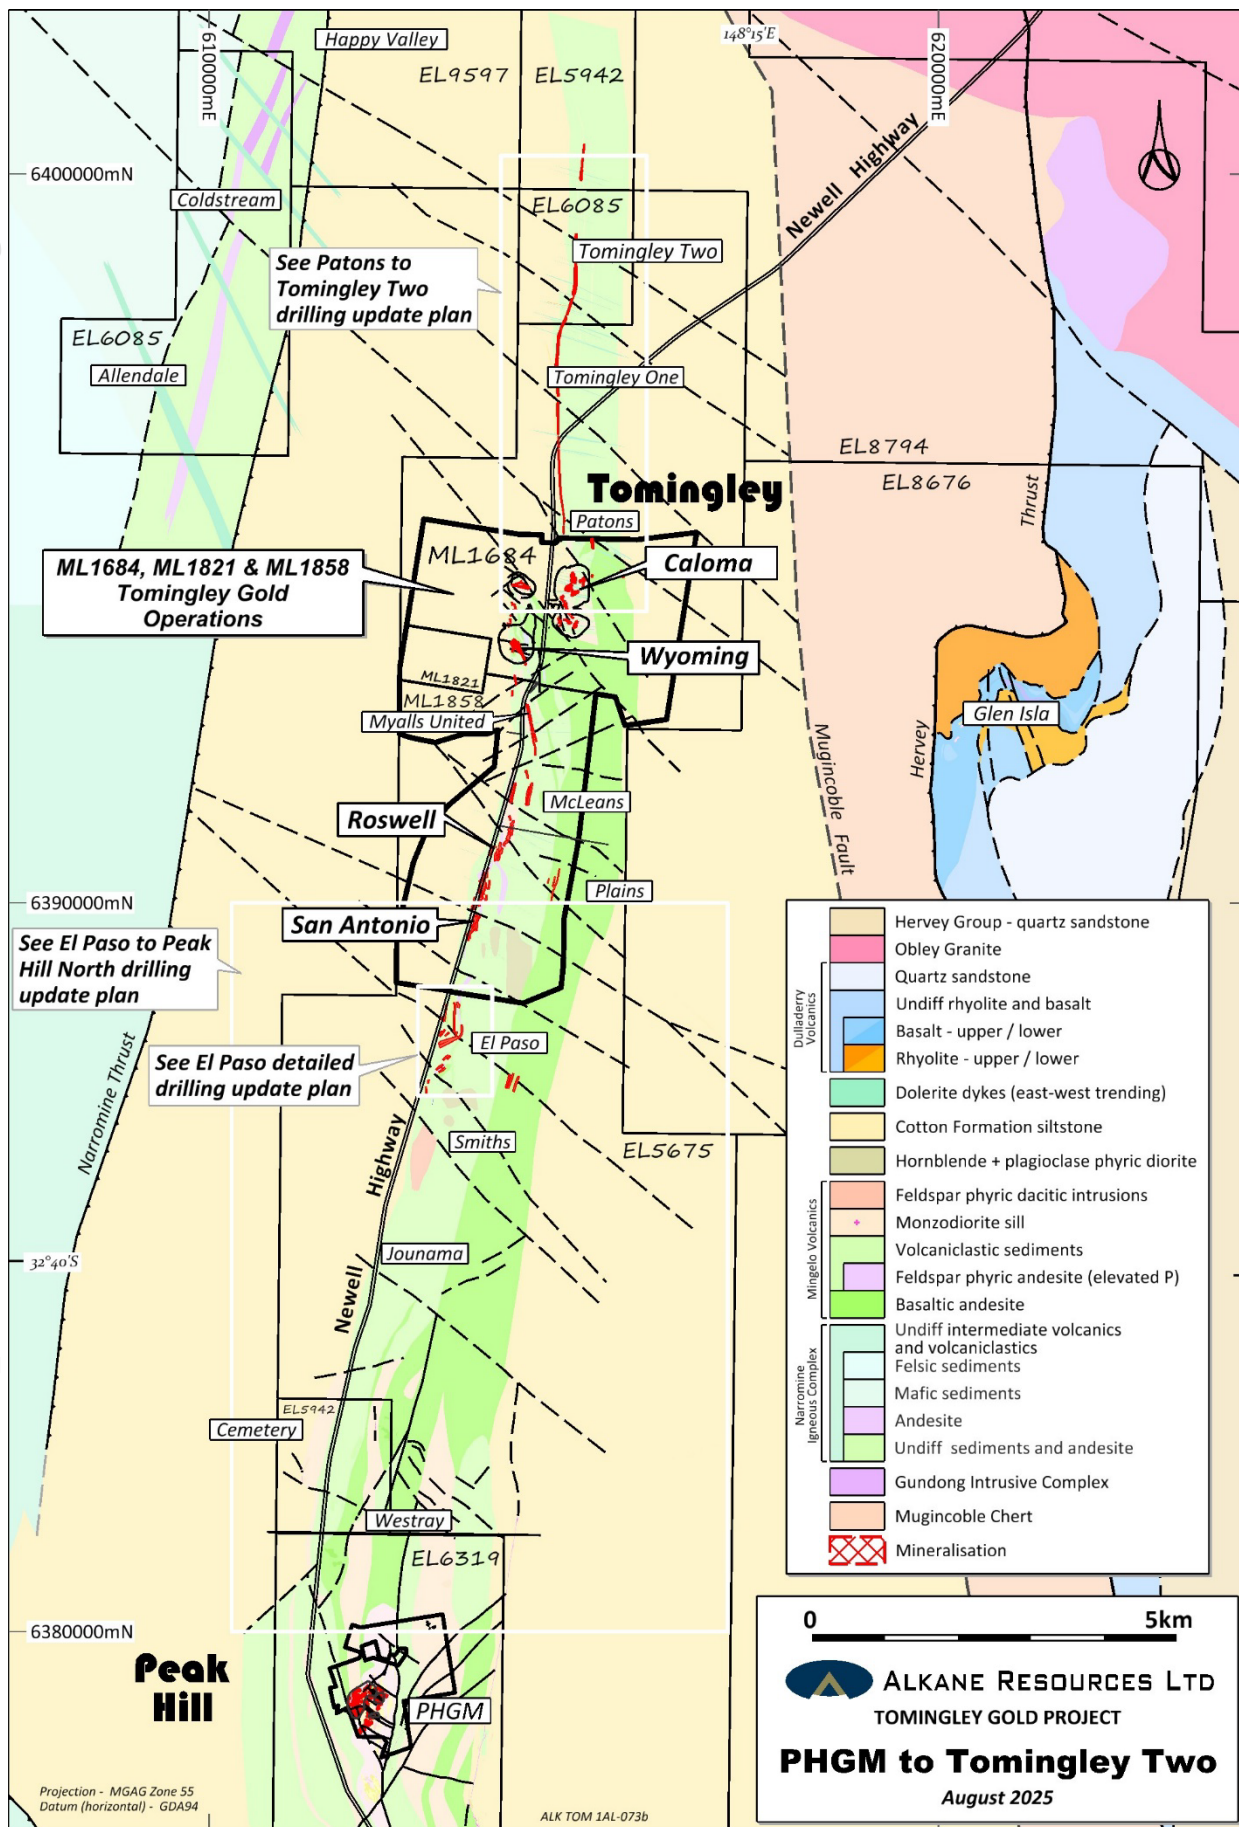 Happy Valley
148°15'E
610000mE
620000mE
EL9597
EL5942
Newell Highway
6400000mN
Coldstream
EL6085
Tomingley Two
See Patons to
Tomingley Two
drilling update plan
EL6085
Allendale
Tomingley One
EL8794
EL8676
Tomingley
Thrust
Patons
ML1684
ML1684, ML1821 & ML1858
Tomingley Gold
Operations
Caloma
Wyoming
ML1821
ML1858
Myalls United
Glen Isla
Mugincoble Fault
Hervey
McLeans
Roswell
Plains
6390000mN
San Antonio
See El Paso to Peak
Hill North drilling
update plan
El Paso
See El Paso detailed
drilling update plan
Narromine Thrust
Smiths
EL5675
Newell Highway
32°40'S
Jounama
EL5942
Cemetery
Westray
EL6319
6380000mN
Peak
Hill
PHGM
Hervey Group - quartz sandstone
Obley Granite
Dulladerry
Volcanics
Quartz sandstone
Undiff rhyolite and basalt
Basalt - upper / lower
Rhyolite - upper / lower
Dolerite dykes (east-west trending)
Cotton Formation siltstone
Hornblende + plagioclase phyric diorite
Mingelo Volcanics
Feldspar phyric dacitic intrusions
Monzodiorite sill
Volcaniclastic sediments
Feldspar phyric andesite (elevated P)
Basaltic andesite
Narromine
Igneous Complex
Undiff intermediate volcanics
and volcaniclastics
Felsic sediments
Mafic sediments
Andesite
Undiff sediments and andesite
Gundong Intrusive Complex
Mugincoble Chert
Mineralisation
0 5km
ALKANE RESOURCES LTD
TOMINGLEY GOLD PROJECT
PHGM to Tomingley Two
August 2025
Projection - MGAG Zone 55
Datum (horizontal) - GDA94
ALK TOM 1AL-073b